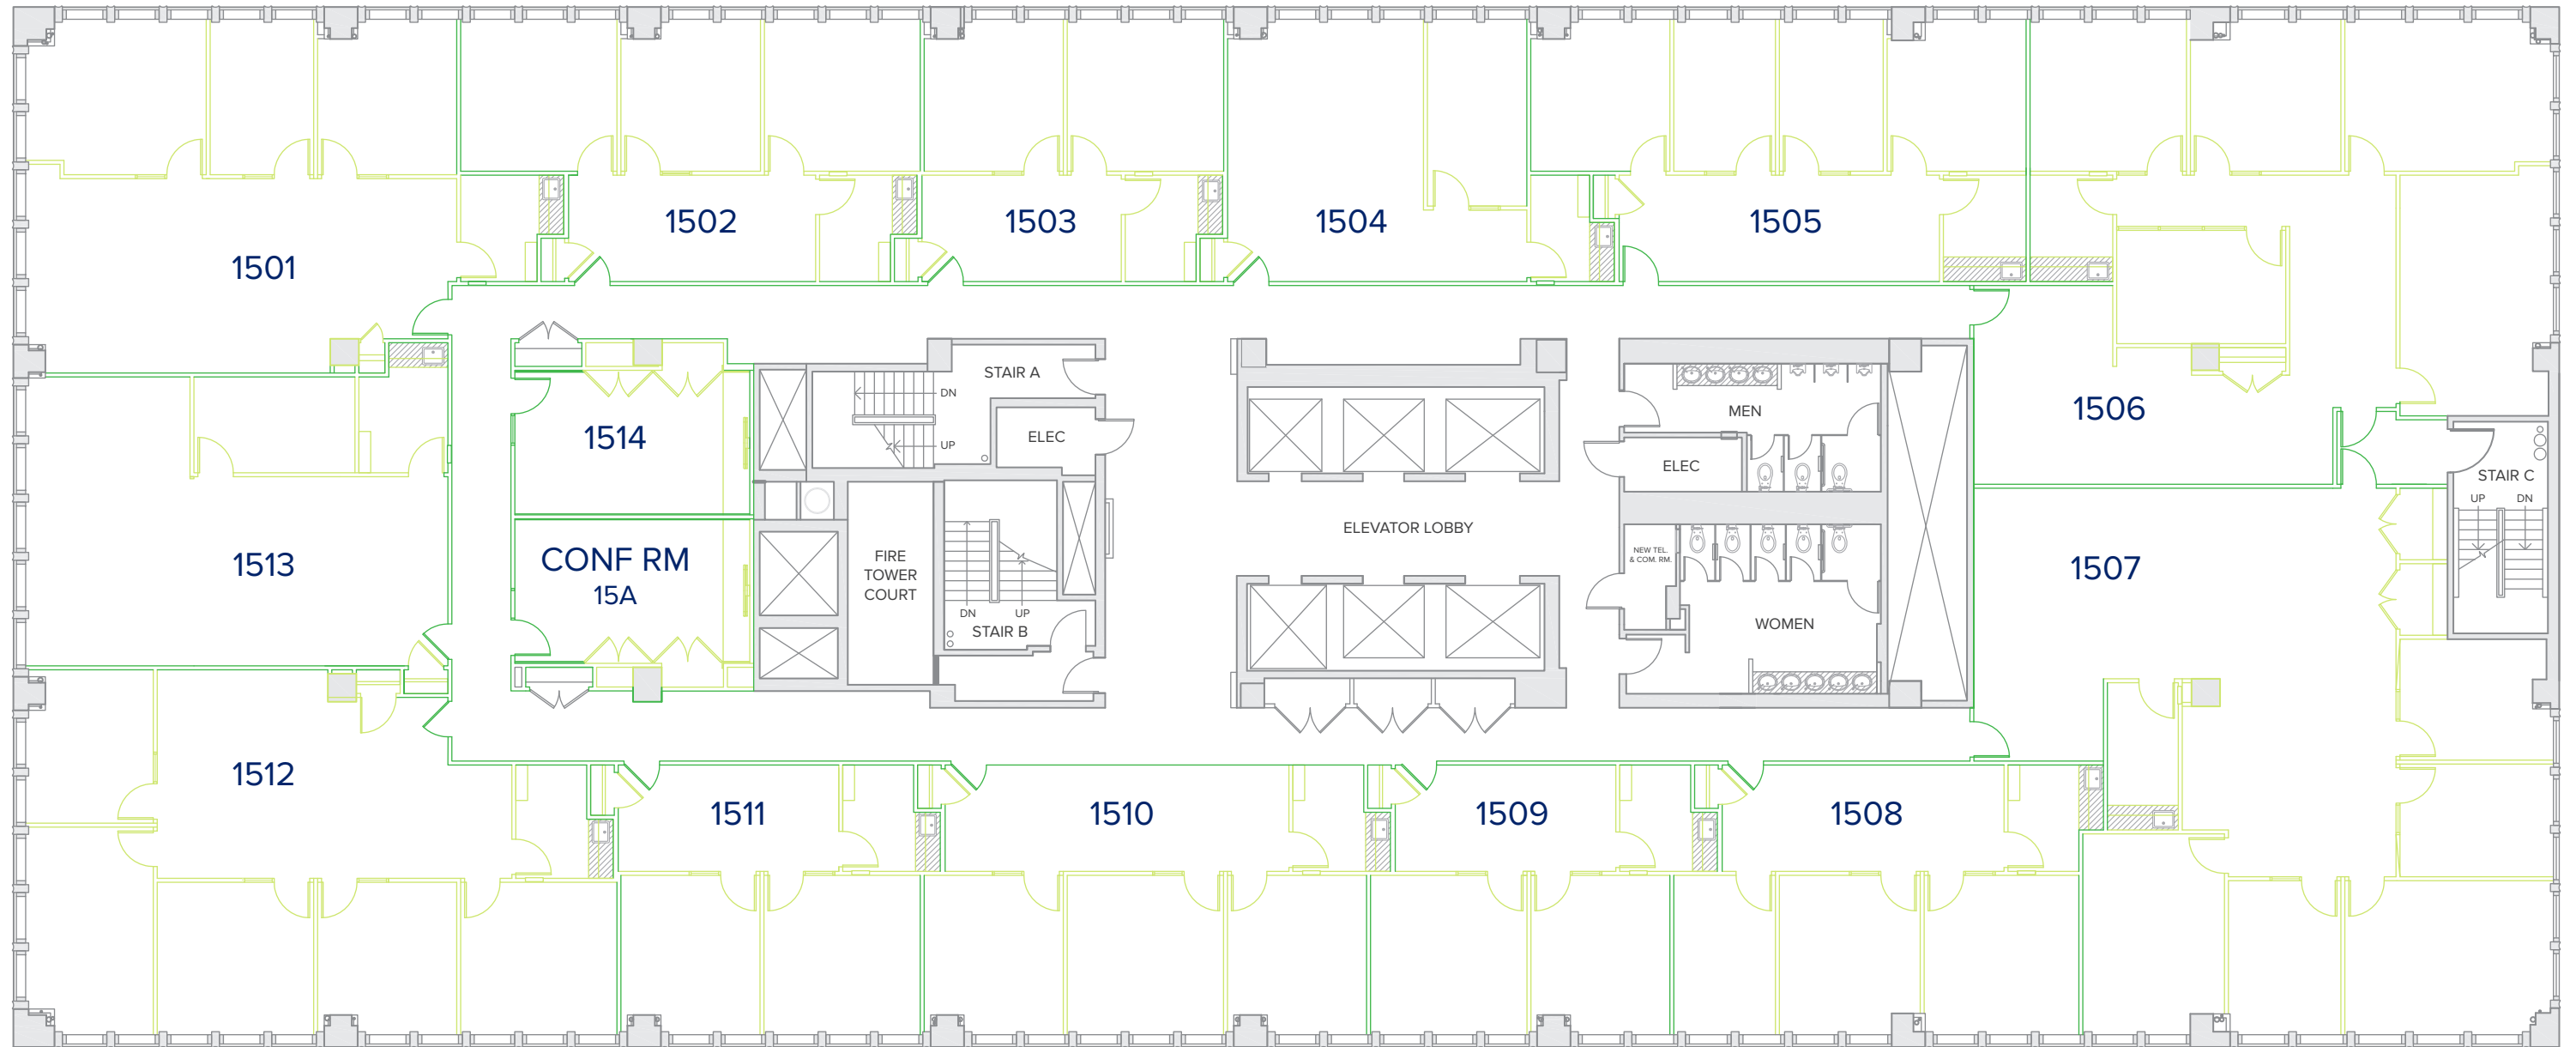 1502
1503
1504
1505
1501
STAIR A
DN
UP
ELEC
MEN
ELEC
1506
STAIR C
UP DN
1514
1513
CONF RM
15A
FIRE
TOWER
COURT
DN UP
STAIR B
ELEVATOR LOBBY
NEW TEL.
& COM. RM.
WOMEN
1507
1512
1511
1510
1509
1508